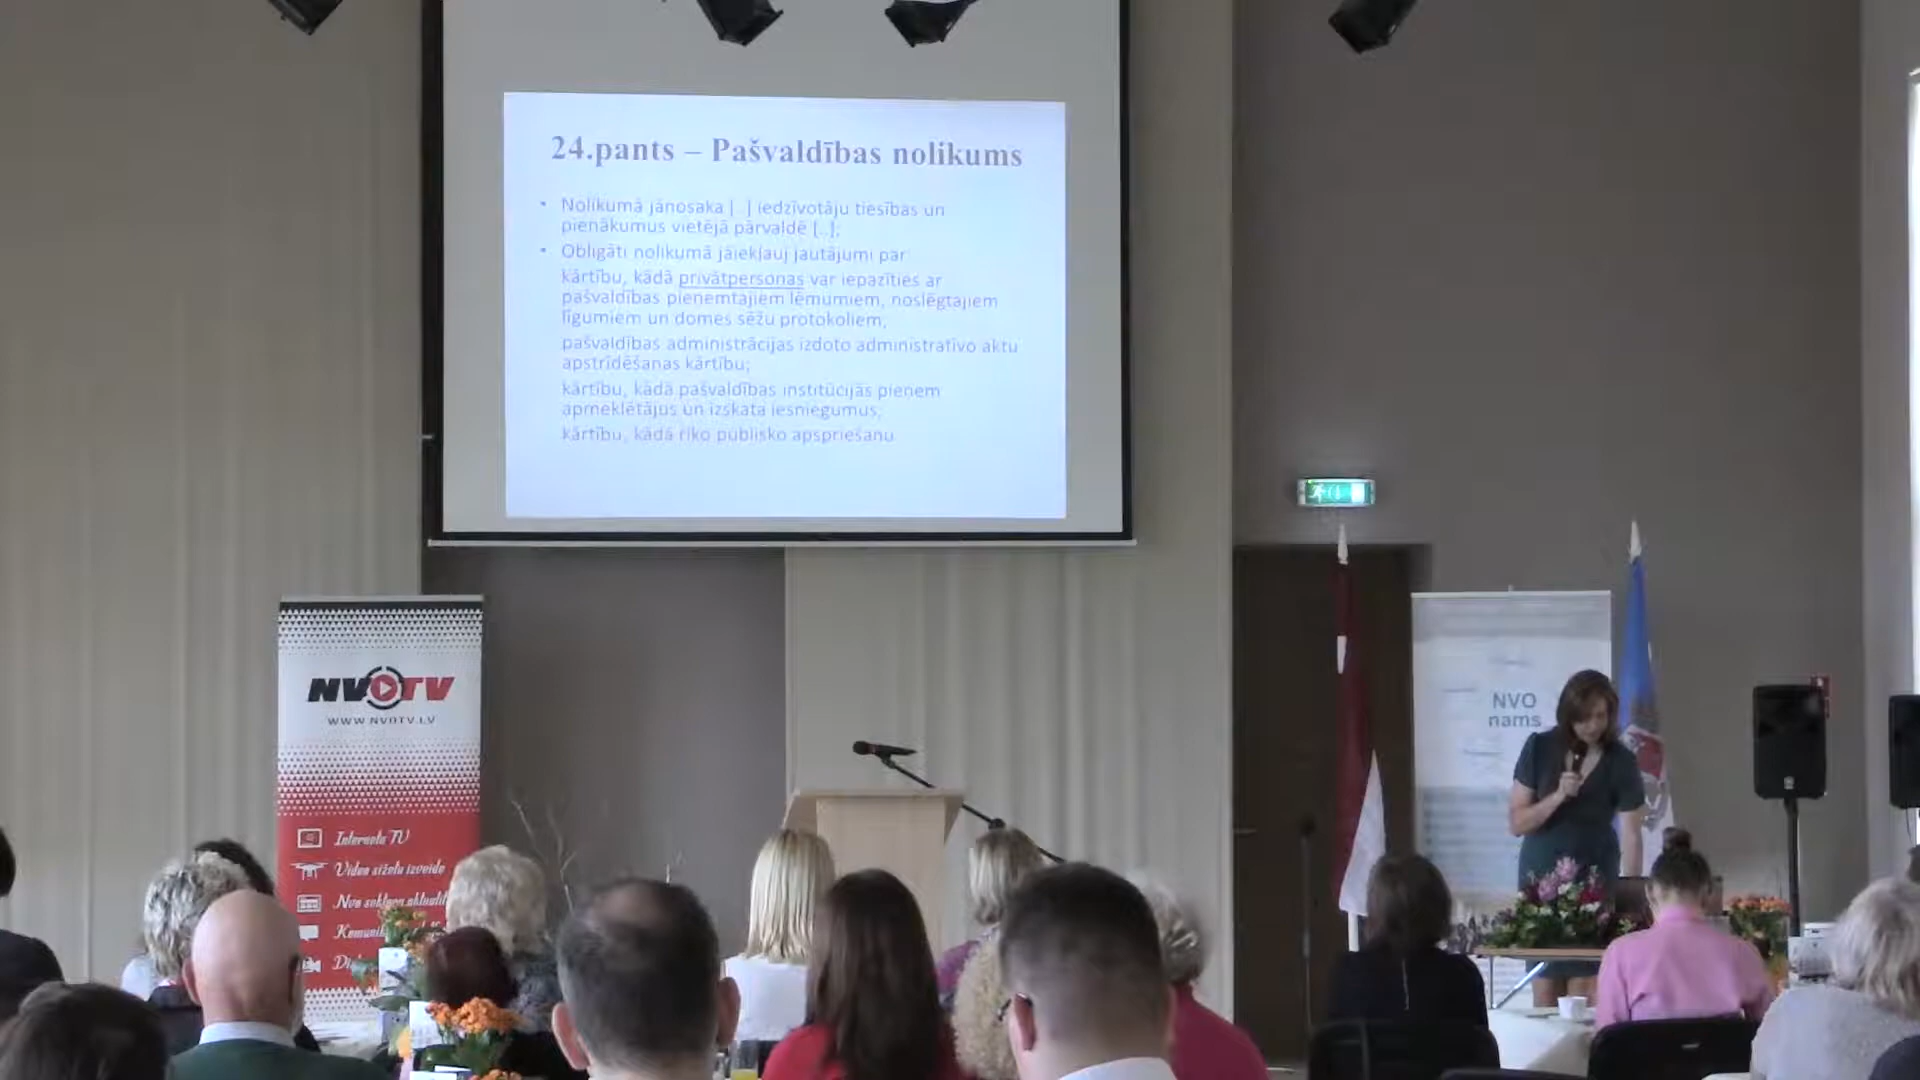 24.pants – Pašvaldības nolikums
• Nolikumā jānosaka [..] iedzīvotāju tiesības un
pienākumus vietējā pārvaldē [..];
• Obligāti nolikumā jāiekļauj jautājumi par
kārtību, kādā privātpersonas var iepazīties ar
pašvaldības pieņemtajiem lēmumiem, noslēgtajiem
līgumiem un domes sēžu protokoliem;
pašvaldības administrācijas izdoto administratīvo aktu
apstrīdēšanas kārtību;
kārtību, kādā pašvaldības institūcijās pieņem
apmeklētājus un izskata iesniegumus;
kārtību, kādā rīko publisko apspriešanu
NVOTV
WWW.NVOTV.LV
Interneta TV
Video sižetu izveide
Nvo sektora
NVO
nams